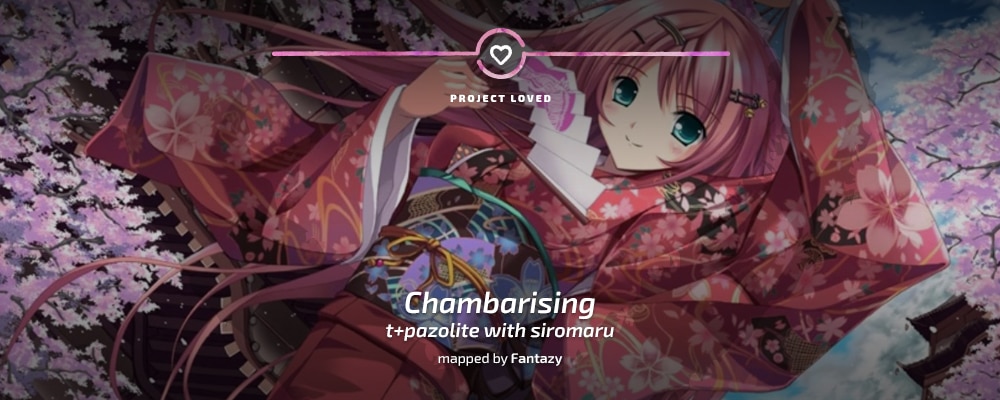 PROJECT LOVED
Chambarising
t+pazolite with siromaru
mapped by Fantazy